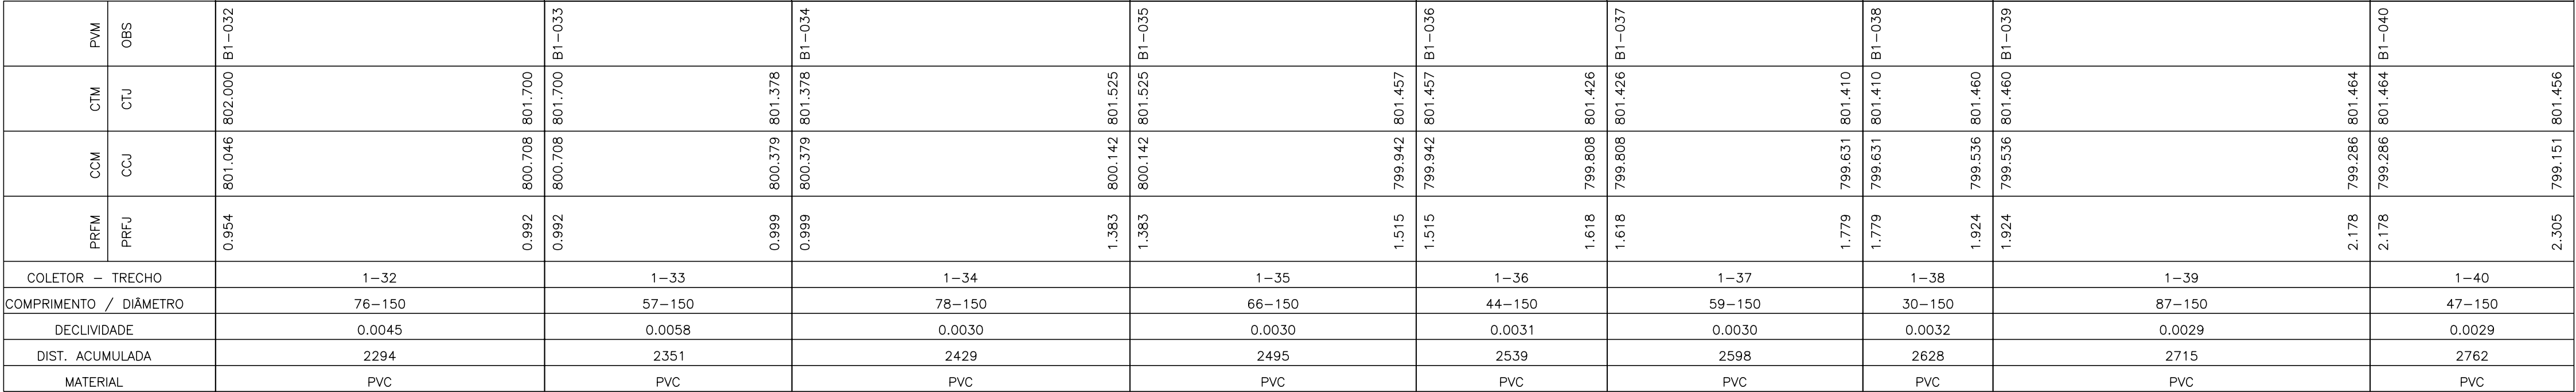 PVM OBS B1-032 B1-033 B1-034 B1-035 B1-036 B1-037 B1-038 B1-039 B1-040
CTM CTJ 802.000 801.700 801.700 801.378 801.378 801.525 801.525 801.457 801.457 801.426 801.426 801.410 801.410 801.460 801.460 801.464 801.464 801.456
CCM CCJ 801.046 800.708 800.708 800.379 800.379 800.142 800.142 799.942 799.942 799.808 799.808 799.631 799.631 799.536 799.536 799.286 799.286 799.151
PRFM PRFJ 0.954 0.992 0.992 0.999 0.999 1.383 1.383 1.515 1.515 1.618 1.618 1.779 1.779 1.924 1.924 2.178 2.178 2.305
COLETOR - TRECHO 1-32 1-33 1-34 1-35 1-36 1-37 1-38 1-39 1-40
COMPRIMENTO / DIÂMETRO 76-150 57-150 78-150 66-150 44-150 59-150 30-150 87-150 47-150
DECLIVIDADE 0.0045 0.0058 0.0030 0.0030 0.0031 0.0030 0.0032 0.0029 0.0029
DIST. ACUMULADA 2294 2351 2429 2495 2539 2598 2628 2715 2762
MATERIAL PVC PVC PVC PVC PVC PVC PVC PVC PVC